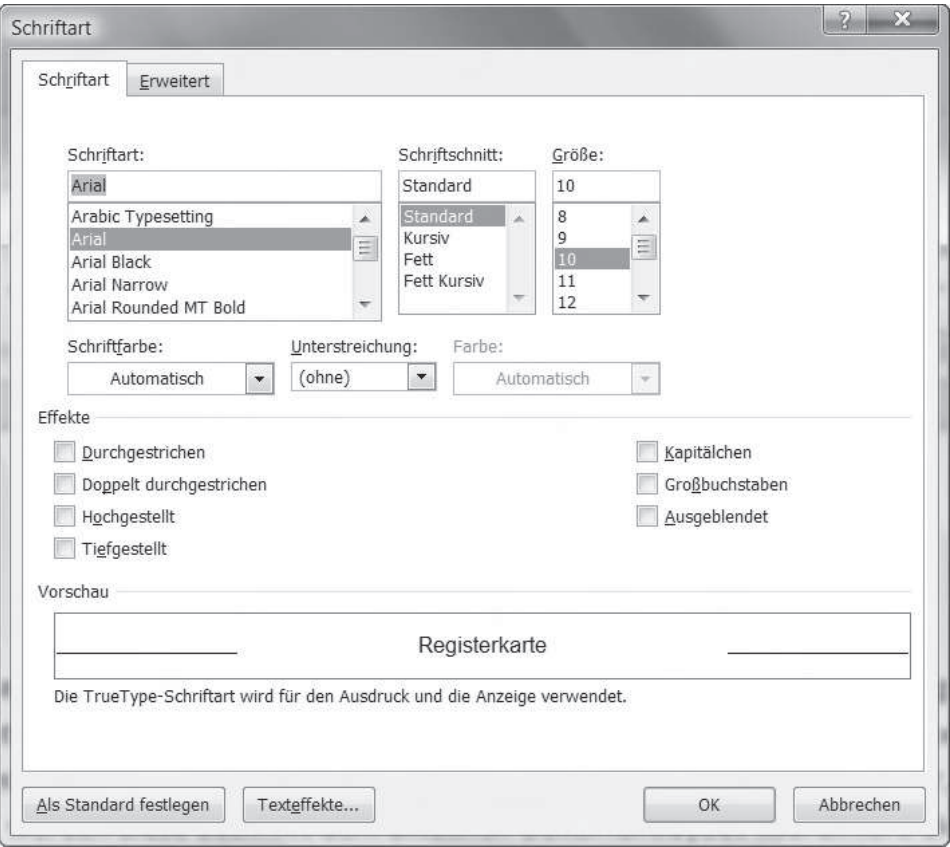 Schriftart
Schriftart Erweitert
Schriftart: Schriftschnitt: Größe:
Arial Standard 10
Arabic Typesetting Standard 8
Arial Kursiv 9
Arial Black Fett 10
Arial Narrow Fett Kursiv 11
Arial Rounded MT Bold 12
Schriftfarbe: Unterstreichung: Farbe:
Automatisch (ohne) Automatisch
Effekte
Durchgestrichen Kapitälchen
Doppelt durchgestrichen Großbuchstaben
Hochgestellt Ausgeblendet
Tiefgestellt
Vorschau
Registerkarte
Die TrueType-Schriftart wird für den Ausdruck und die Anzeige verwendet.
Als Standard festlegen Texteffekte... OK Abbrechen